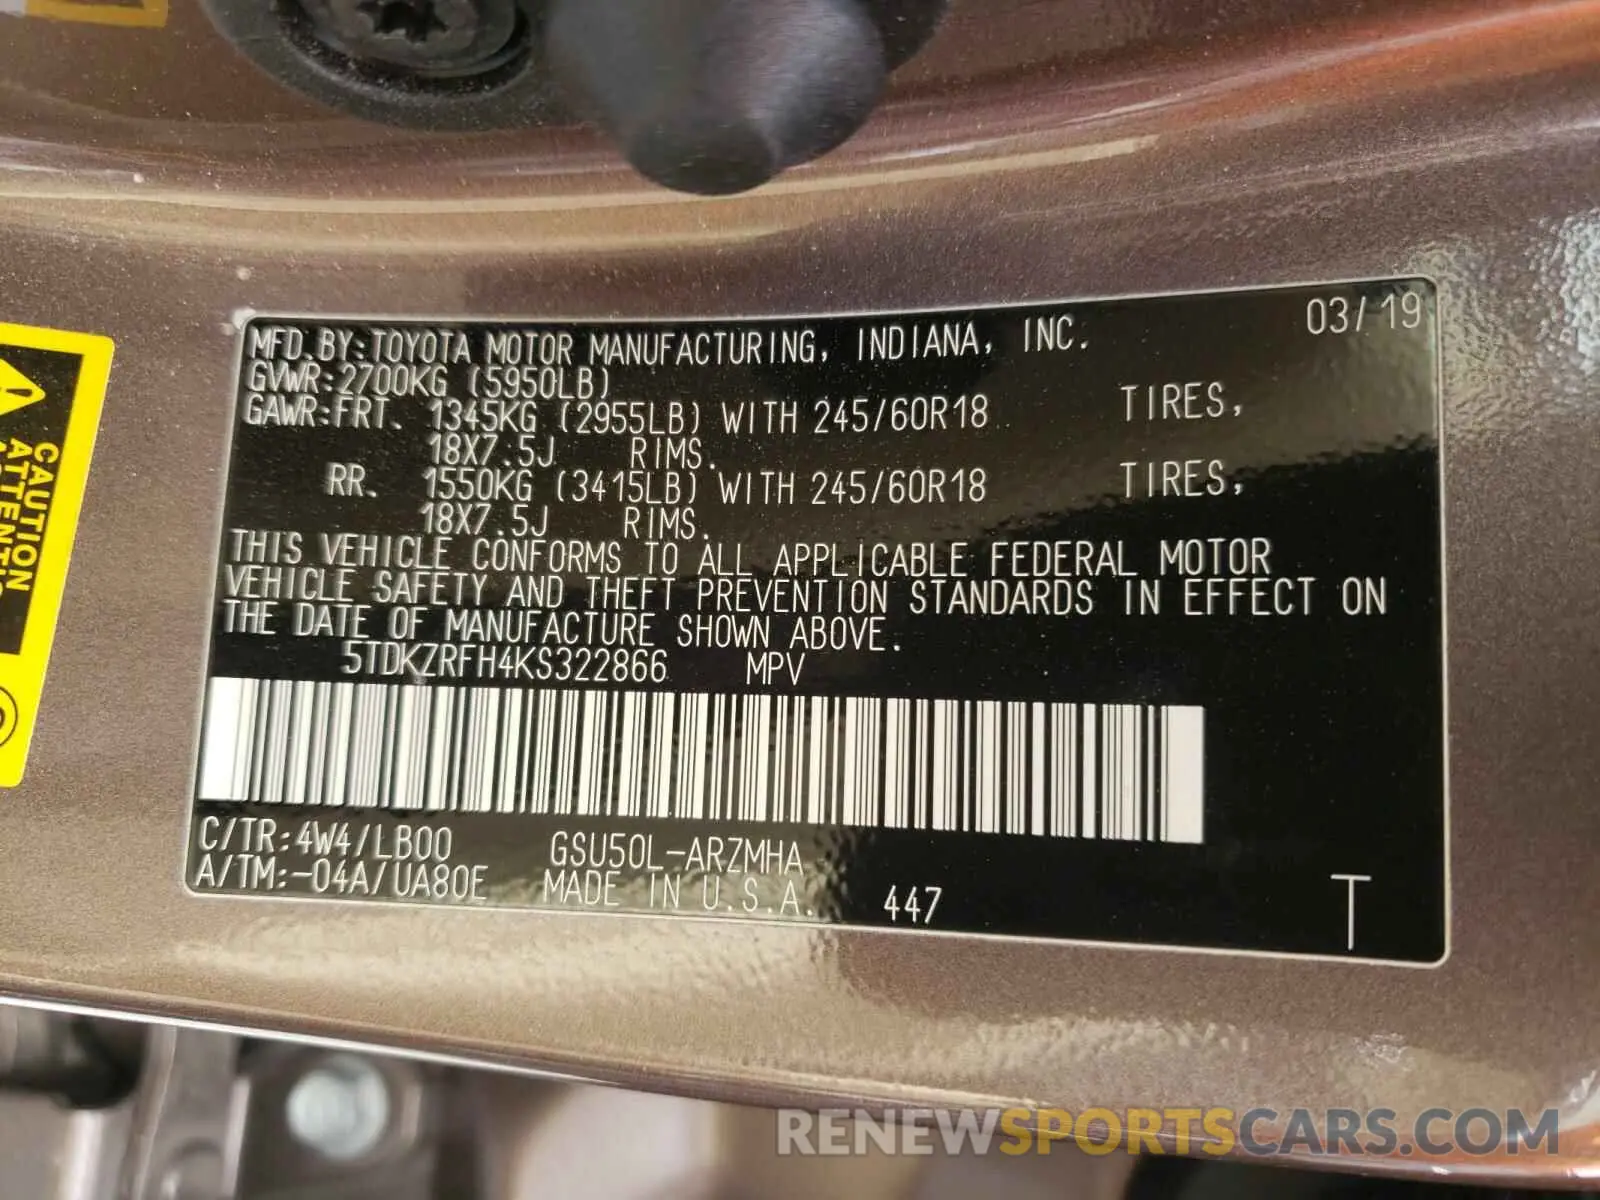 03/19
MFD.BY:TOYOTA MOTOR MANUFACTURING, INDIANA, INC.
GVWR:2700KG (5950LB)
GAWR:FRT. 1345KG (2955LB) WITH 245/60R18 TIRES,
18X7.5J RIMS.
RR. 1550KG (3415LB) WITH 245/60R18 TIRES,
18X7.5J RIMS.
THIS VEHICLE CONFORMS TO ALL APPLICABLE FEDERAL MOTOR
VEHICLE SAFETY AND THEFT PREVENTION STANDARDS IN EFFECT ON
THE DATE OF MANUFACTURE SHOWN ABOVE.
5TDKZRFH4KS322866 MPV
C/TR:4W4/LB00 GSU50L-ARZMHA
A/TM:-04A/UA80E MADE IN U.S.A. 447 T
CAUTION
RENEWSPORTSCARS.COM